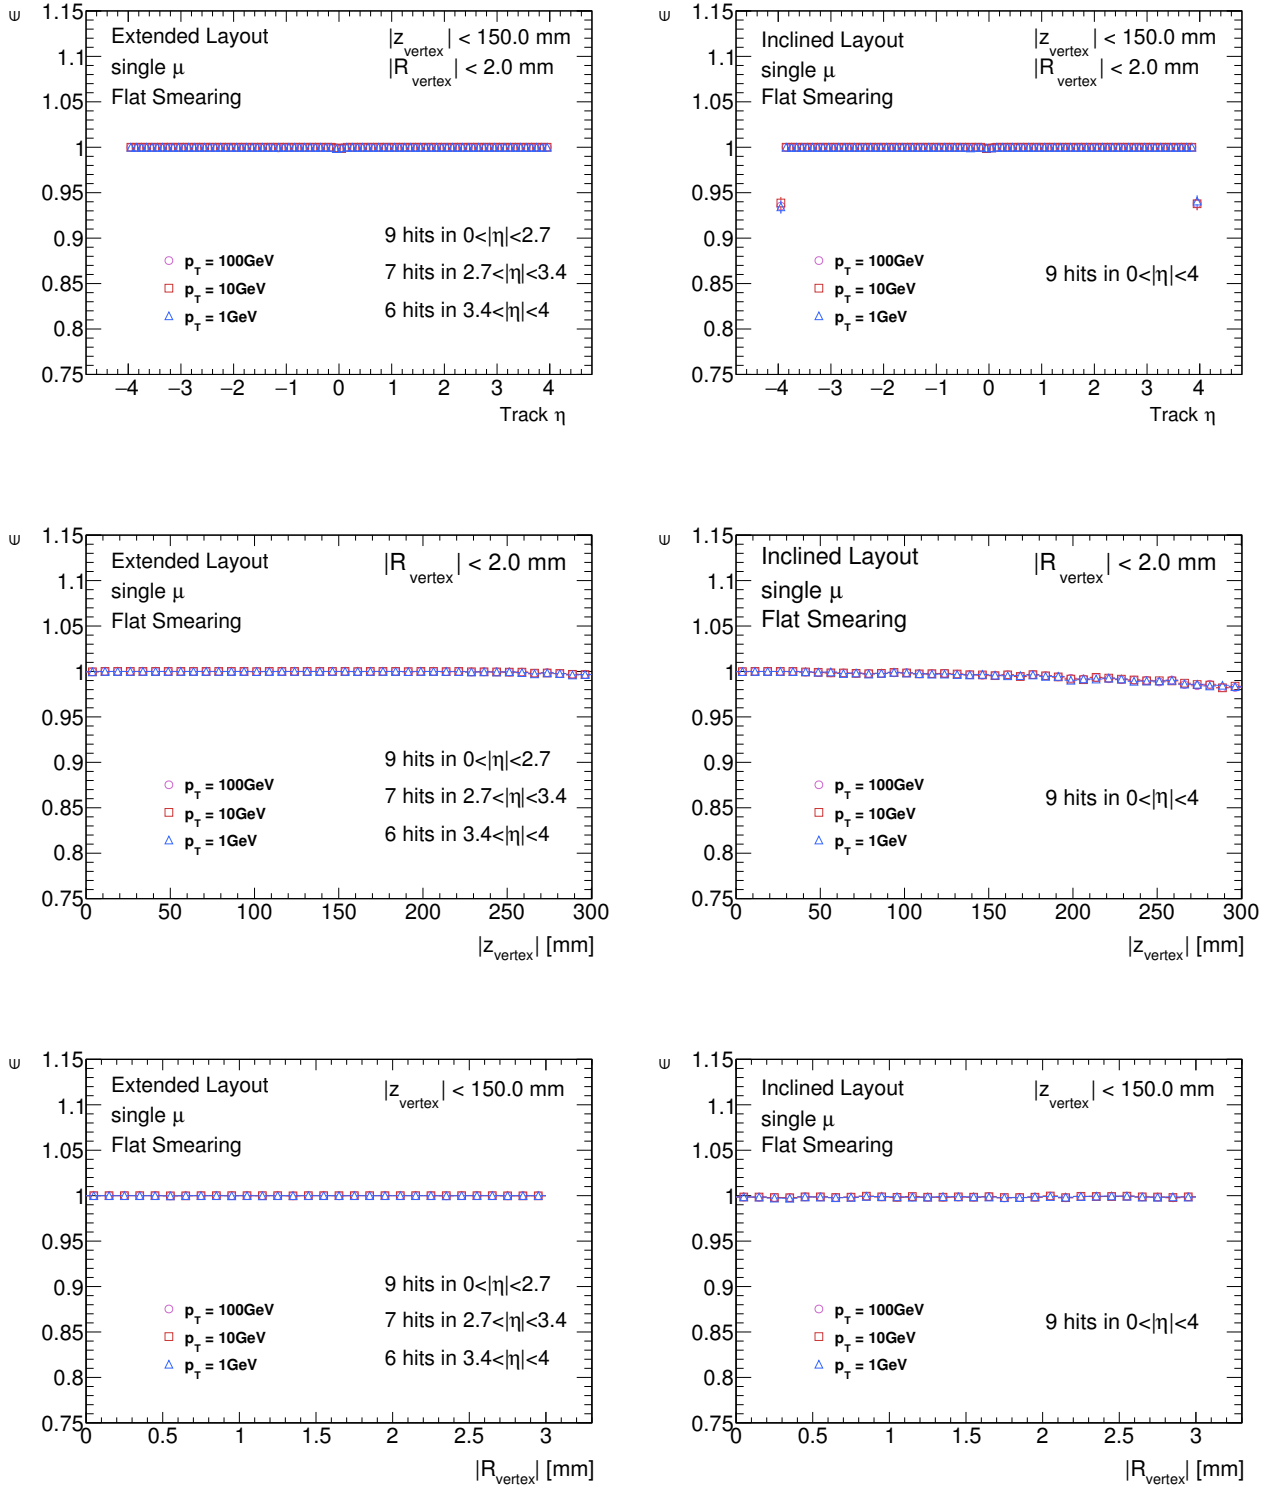 ∈ 1.15
Extended Layout |z_vertex| < 150.0 mm
1.1
single μ |R_vertex| < 2.0 mm
1.05 Flat Smearing
1
0.95
0.9 9 hits in 0<|η|<2.7
p_T = 100GeV
7 hits in 2.7<|η|<3.4
0.85 p_T = 10GeV
6 hits in 3.4<|η|<4
p_T = 1GeV
0.8
0.75
−4 −3 −2 −1 0 1 2 3 4
Track η
∈ 1.15
Inclined Layout |z_vertex| < 150.0 mm
1.1
single μ |R_vertex| < 2.0 mm
1.05 Flat Smearing
1
0.95
0.9
p_T = 100GeV
9 hits in 0<|η|<4
0.85 p_T = 10GeV
p_T = 1GeV
0.8
0.75
−4 −3 −2 −1 0 1 2 3 4
Track η
∈ 1.15
Extended Layout |R_vertex| < 2.0 mm
1.1
single μ
1.05 Flat Smearing
1
0.95
0.9 9 hits in 0<|η|<2.7
p_T = 100GeV
7 hits in 2.7<|η|<3.4
0.85 p_T = 10GeV
6 hits in 3.4<|η|<4
p_T = 1GeV
0.8
0.75
0 50 100 150 200 250 300
|z_vertex| [mm]
∈ 1.15
Inclined Layout |R_vertex| < 2.0 mm
1.1
single μ
1.05 Flat Smearing
1
0.95
0.9
p_T = 100GeV
9 hits in 0<|η|<4
0.85 p_T = 10GeV
p_T = 1GeV
0.8
0.75
0 50 100 150 200 250 300
|z_vertex| [mm]
∈ 1.15
Extended Layout |z_vertex| < 150.0 mm
1.1
single μ
1.05 Flat Smearing
1
0.95
0.9 9 hits in 0<|η|<2.7
p_T = 100GeV
7 hits in 2.7<|η|<3.4
0.85 p_T = 10GeV
6 hits in 3.4<|η|<4
p_T = 1GeV
0.8
0.75
0 0.5 1 1.5 2 2.5 3
|R_vertex| [mm]
∈ 1.15
Inclined Layout |z_vertex| < 150.0 mm
1.1
single μ
1.05 Flat Smearing
1
0.95
0.9
p_T = 100GeV
9 hits in 0<|η|<4
0.85 p_T = 10GeV
p_T = 1GeV
0.8
0.75
0 0.5 1 1.5 2 2.5 3
|R_vertex| [mm]